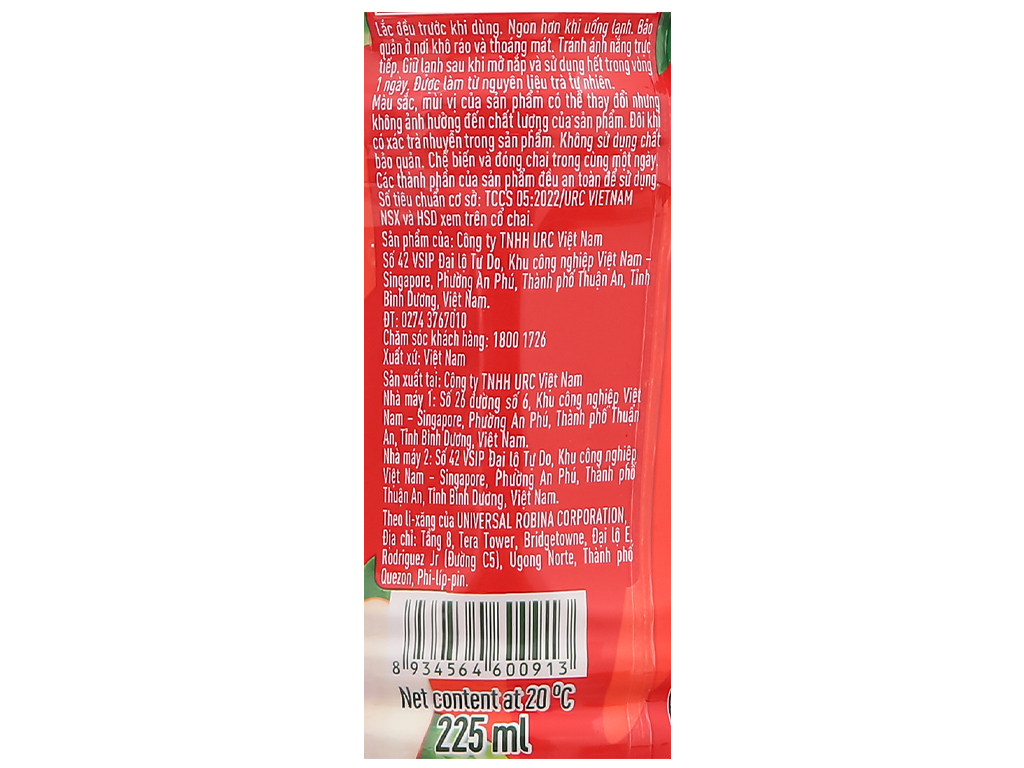 Lắc đều trước khi dùng. Ngon hơn khi uống lạnh. Bảo
quản ở nơi khô ráo và thoáng mát. Tránh ánh nắng trực
tiếp. Giữ lạnh sau khi mở nắp và sử dụng hết trong vòng
1 ngày. Được làm từ nguyên liệu trà tự nhiên.
Màu sắc, mùi vị của sản phẩm có thể thay đổi nhưng
không ảnh hưởng đến chất lượng của sản phẩm. Đôi khi
có xác trà nhuyễn trong sản phẩm. Không sử dụng chất
bảo quản. Chế biến và đóng chai trong cùng một ngày.
Các thành phần của sản phẩm đều an toàn để sử dụng.
Số tiêu chuẩn cơ sở: TCCS 05:2022/URC VIETNAM
NSX và HSD xem trên cổ chai.
Sản phẩm của: Công ty TNHH URC Việt Nam
Số 42 VSIP Đại lộ Tự Do, Khu công nghiệp Việt Nam –
Singapore, Phường An Phú, Thành phố Thuận An, Tỉnh
Bình Dương, Việt Nam.
ĐT: 0274 3767010
Chăm sóc khách hàng: 1800 1726
Xuất xứ: Việt Nam
Sản xuất tại: Công ty TNHH URC Việt Nam
Nhà máy 1: Số 26 đường số 6, Khu công nghiệp Việt
Nam – Singapore, Phường An Phú, Thành phố Thuận
An, Tỉnh Bình Dương, Việt Nam.
Nhà máy 2: Số 42 VSIP Đại lộ Tự Do, Khu công nghiệp
Việt Nam – Singapore, Phường An Phú, Thành phố
Thuận An, Tỉnh Bình Dương, Việt Nam.
Theo li-xăng của UNIVERSAL ROBINA CORPORATION,
Địa chỉ: Tầng 8, Tera Tower, Bridgetowne, Đại lộ E.
Rodriguez Jr (Đường C5), Ugong Norte, Thành phố
Quezon, Phi-líp-pin.
8 934564 600913
Net content at 20 °C
225 ml